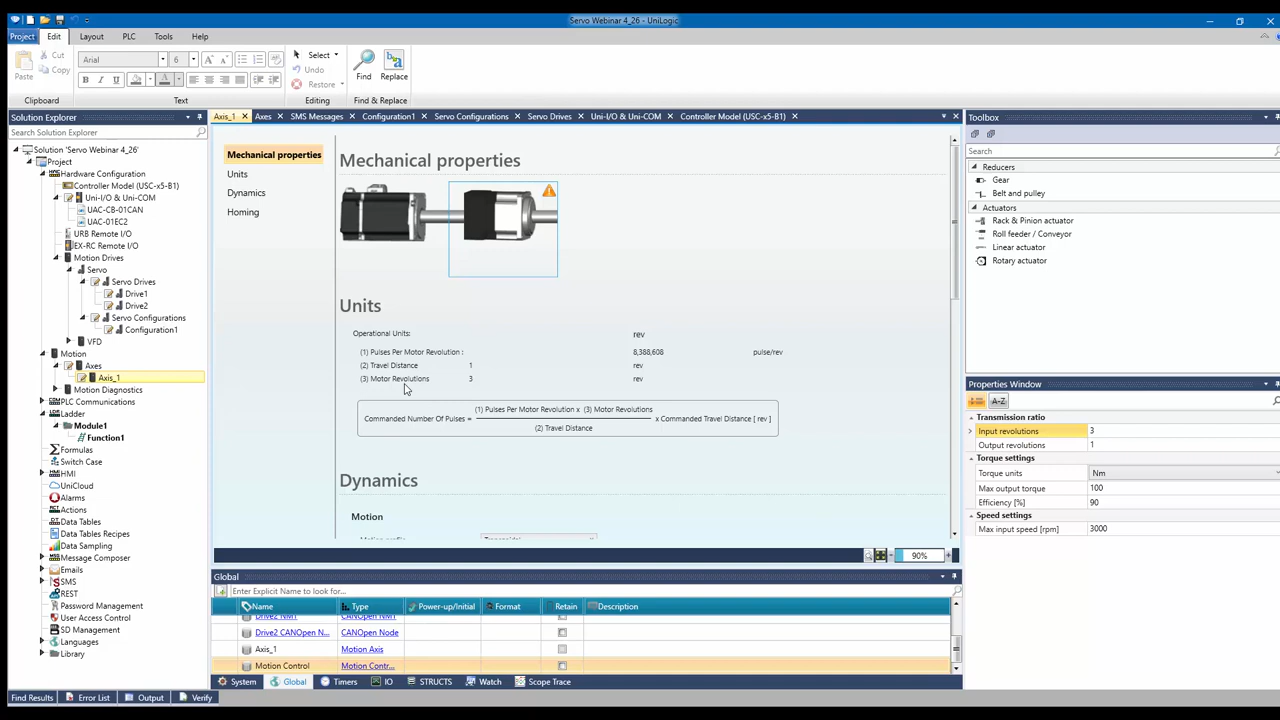 Servo Webinar 4_26 - UniLogic
Project Edit Layout PLC Tools Help
Paste Cut Copy
Arial 6
Select Undo Restore
Find Replace
Clipboard Text Editing Find & Replace
Solution Explorer
Search Solution Explorer
Solution 'Servo Webinar 4_26'
Project
Hardware Configuration
Controller Model (USC-x5-B1)
Uni-I/O & Uni-COM
UAC-CB-01CAN
UAC-01EC2
URB Remote I/O
EX-RC Remote I/O
Motion Drives
Servo
Servo Drives
Drive1
Drive2
Servo Configurations
Configuration1
VFD
Motion
Axes
Axis_1
Motion Diagnostics
PLC Communications
Ladder
Module1
Function1
Formulas
Switch Case
HMI
UniCloud
Alarms
Actions
Data Tables
Data Tables Recipes
Data Sampling
Message Composer
Emails
SMS
REST
Password Management
User Access Control
SD Management
Languages
Library
Axis_1 Axes SMS Messages Configuration1 Servo Configurations Servo Drives Uni-I/O & Uni-COM Controller Model (USC-x5-B1)
Mechanical properties
Units
Dynamics
Homing
Mechanical properties
Units
Operational Units: rev
(1) Pulses Per Motor Revolution : 8,388,608 pulse/rev
(2) Travel Distance 1 rev
(3) Motor Revolutions 3 rev
(1) Pulses Per Motor Revolution x (3) Motor Revolutions
Commanded Number Of Pulses = x Commanded Travel Distance [ rev ]
(2) Travel Distance
Dynamics
Motion
90%
Global
Enter Explicit Name to look for...
Name Type Power-up/Initial Format Retain Description
Drive2 NMT CANOpen NMT
Drive2 CANOpen N... CANOpen Node
Axis_1 Motion Axis
Motion Control Motion Contr...
System Global Timers IO STRUCTS Watch Scope Trace
Toolbox
Search
Reducers
Gear
Belt and pulley
Actuators
Rack & Pinion actuator
Roll feeder / Conveyor
Linear actuator
Rotary actuator
Properties Window
A-Z
Transmission ratio
Input revolutions 3
Output revolutions 1
Torque settings
Torque units Nm
Max output torque 100
Efficiency [%] 90
Speed settings
Max input speed [rpm] 3000
Find Results Error List Output Verify